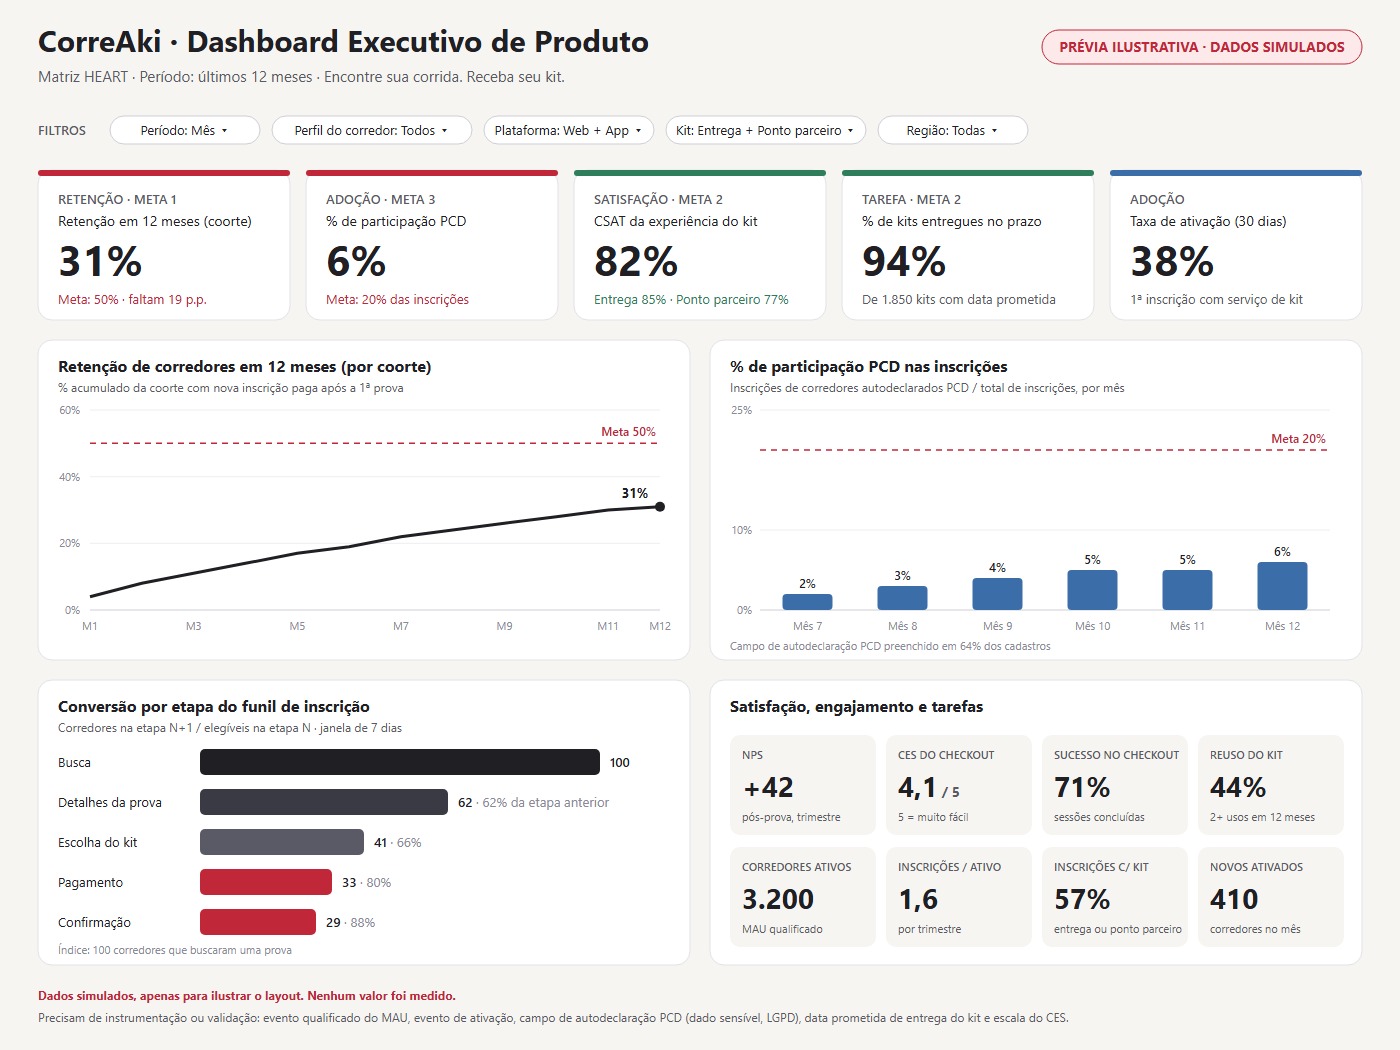 CorreAki · Dashboard Executivo de Produto
PRÉVIA ILUSTRATIVA · DADOS SIMULADOS
Matriz HEART · Período: últimos 12 meses · Encontre sua corrida. Receba seu kit.
FILTROS
Período: Mês ▾
Perfil do corredor: Todos ▾
Plataforma: Web + App ▾
Kit: Entrega + Ponto parceiro ▾
Região: Todas ▾
RETENÇÃO · META 1
Retenção em 12 meses (coorte)
31%
Meta: 50% · faltam 19 p.p.
ADOÇÃO · META 3
% de participação PCD
6%
Meta: 20% das inscrições
SATISFAÇÃO · META 2
CSAT da experiência do kit
82%
Entrega 85% · Ponto parceiro 77%
TAREFA · META 2
% de kits entregues no prazo
94%
De 1.850 kits com data prometida
ADOÇÃO
Taxa de ativação (30 dias)
38%
1ª inscrição com serviço de kit
Retenção de corredores em 12 meses (por coorte)
% acumulado da coorte com nova inscrição paga após a 1ª prova
60%
Meta 50%
40%
31%
20%
0%
M1 M3 M5 M7 M9 M11 M12
% de participação PCD nas inscrições
Inscrições de corredores autodeclarados PCD / total de inscrições, por mês
25%
Meta 20%
10%
2% 3% 4% 5% 5% 6%
0%
Mês 7 Mês 8 Mês 9 Mês 10 Mês 11 Mês 12
Campo de autodeclaração PCD preenchido em 64% dos cadastros
Conversão por etapa do funil de inscrição
Corredores na etapa N+1 / elegíveis na etapa N · janela de 7 dias
Busca 100
Detalhes da prova 62 · 62% da etapa anterior
Escolha do kit 41 · 66%
Pagamento 33 · 80%
Confirmação 29 · 88%
Índice: 100 corredores que buscaram uma prova
Satisfação, engajamento e tarefas
NPS
+42
pós-prova, trimestre
CES DO CHECKOUT
4,1 / 5
5 = muito fácil
SUCESSO NO CHECKOUT
71%
sessões concluídas
REUSO DO KIT
44%
2+ usos em 12 meses
CORREDORES ATIVOS
3.200
MAU qualificado
INSCRIÇÕES / ATIVO
1,6
por trimestre
INSCRIÇÕES C/ KIT
57%
entrega ou ponto parceiro
NOVOS ATIVADOS
410
corredores no mês
Dados simulados, apenas para ilustrar o layout. Nenhum valor foi medido.
Precisam de instrumentação ou validação: evento qualificado do MAU, evento de ativação, campo de autodeclaração PCD (dado sensível, LGPD), data prometida de entrega do kit e escala do CES.